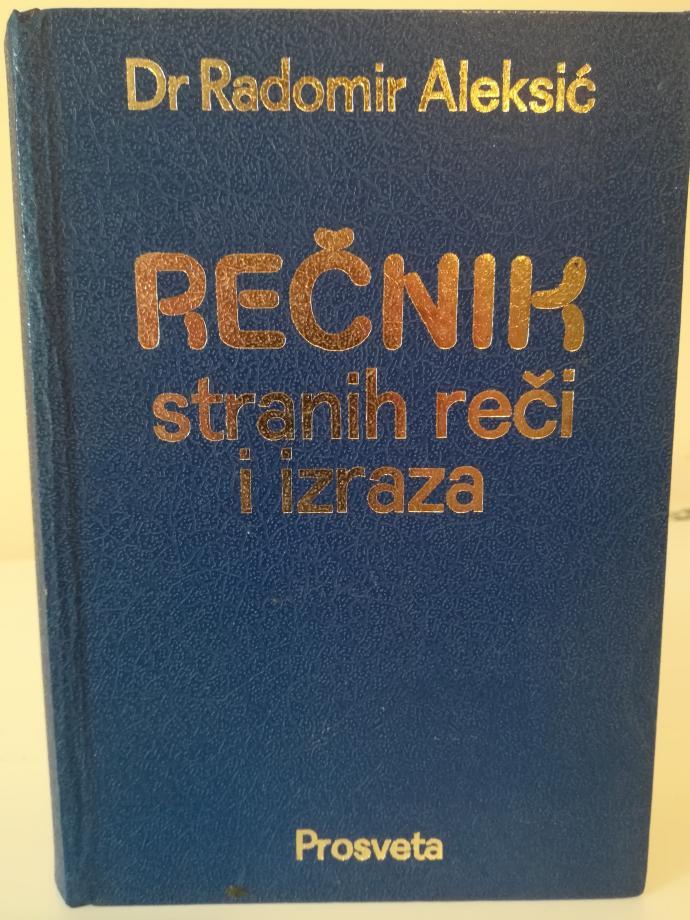 Dr Radomir Aleksić
REČNIK
stranih reči
i izraza
Prosveta